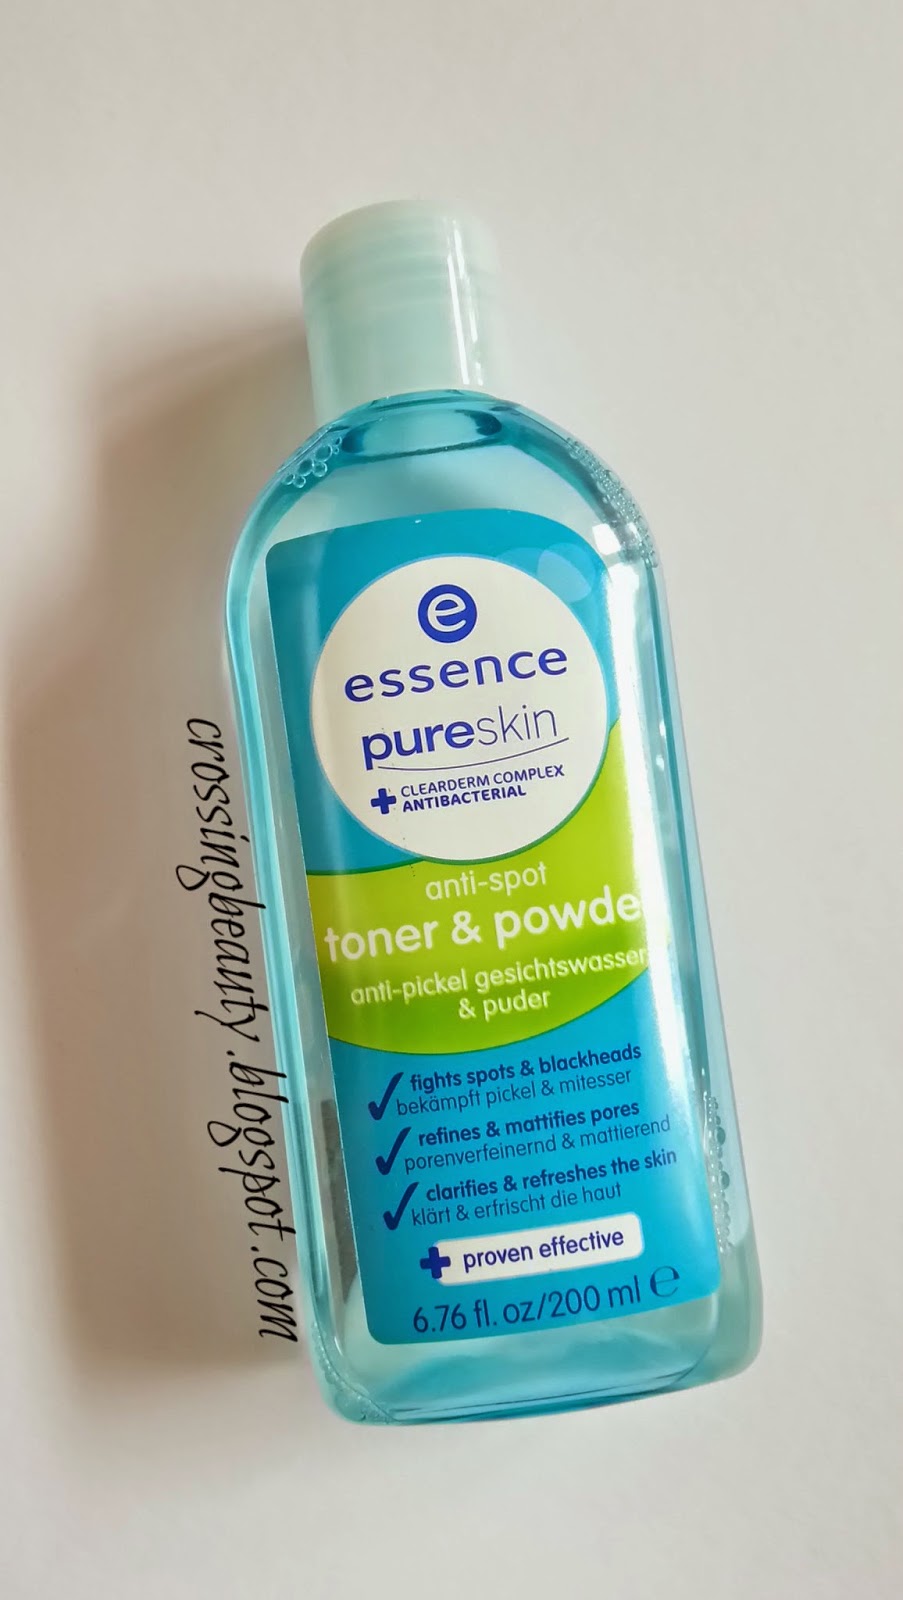 e
essence
pureskin
CLEARDERM COMPLEX
ANTIBACTERIAL
anti-spot
toner & powde
anti-pickel gesichtswasser
& puder
fights spots & blackheads
bekämpft pickel & mitesser
refines & mattifies pores
porenverfeinernd & mattierend
clarifies & refreshes the skin
klärt & erfrischt die haut
+ proven effective
6.76 fl. oz/200 ml ℮
crossingbeauty.blogspot.com